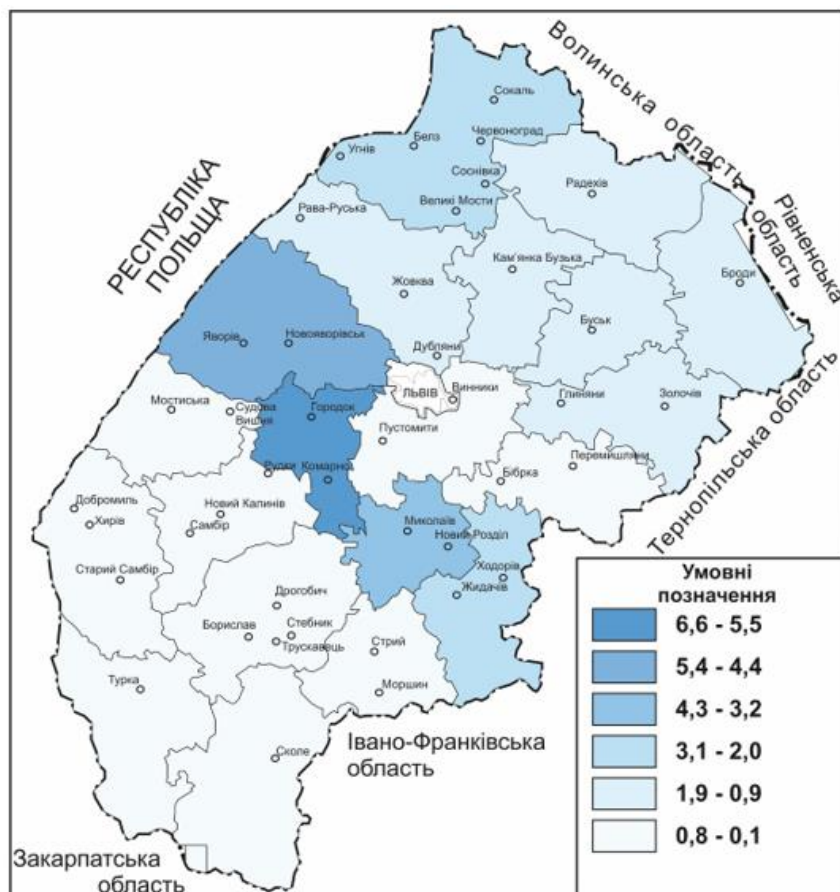 Волинська область
Сокаль
Червоноград
Белз
Угнів
Соснівка
Великі Мости
Радехів
РЕСПУБЛІКА
ПОЛЬЩА
Рава-Руська
Рівненська
область
Кам'янка Бузька
Жовква
Броди
Буськ
Яворів
Новояворівськ
Дубляни
ЛЬВІВ
Винники
Глиняни
Золочів
Мостиська
Судова
Вишня
Городок
Пустомити
Тернопільська область
Рудки
Комарно
Бібрка
Перемишляни
Добромиль
Хирів
Новий Калинів
Самбір
Миколаїв
Новий Розділ
Старий Самбір
Ходорів
Жидачів
Дрогобич
Борислав
Стебник
Трускавець
Стрий
Турка
Моршин
Сколе
Івано-Франківська
область
Закарпатська
область
Умовні
позначення
6,6 - 5,5
5,4 - 4,4
4,3 - 3,2
3,1 - 2,0
1,9 - 0,9
0,8 - 0,1